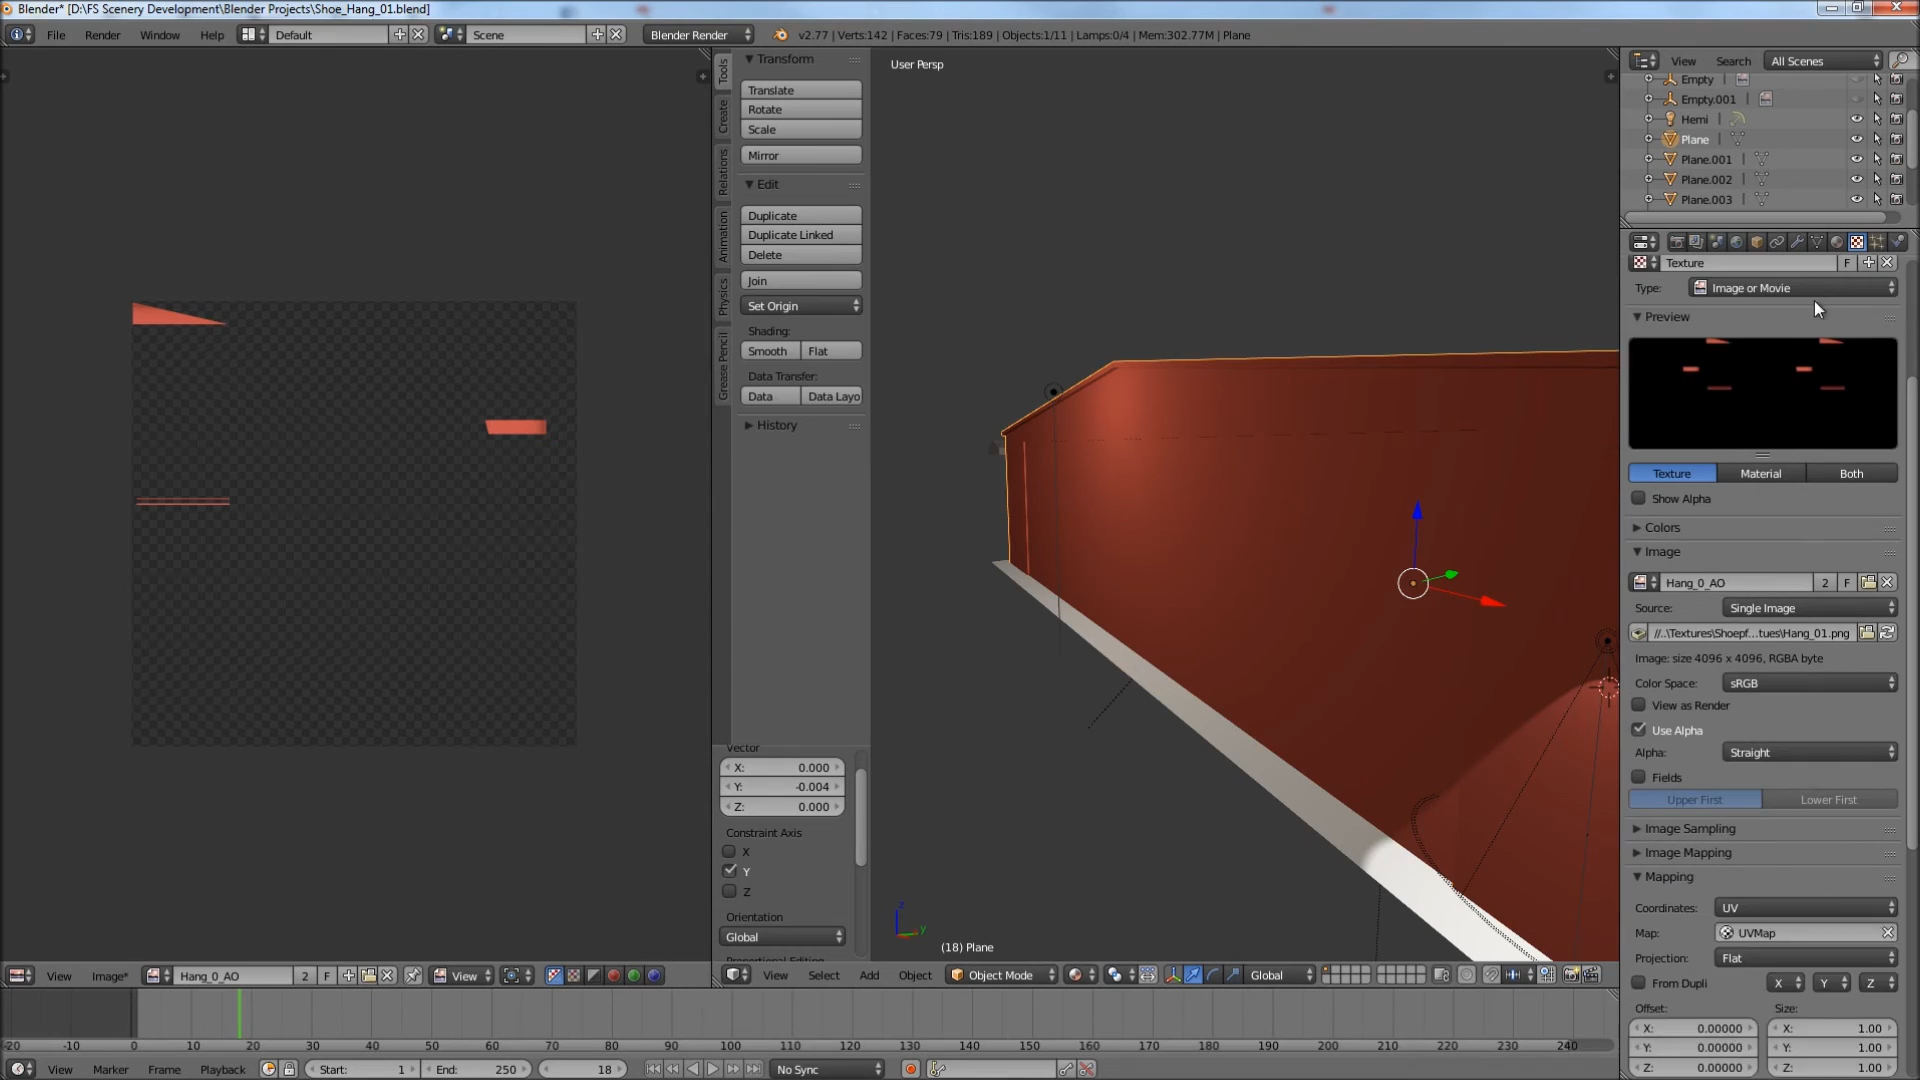 Blender* [D:\FS Scenery Development\Blender Projects\Shoe_Hang_01.blend]
File Render Window Help Default Scene Blender Render v2.77 | Verts:142 | Faces:79 | Tris:189 | Objects:1/11 | Lamps:0/4 | Mem:302.77M | Plane
Tools
Create
Relations
Animation
Physics
Grease Pencil
Transform
Translate
Rotate
Scale
Mirror
Edit
Duplicate
Duplicate Linked
Delete
Join
Set Origin
Shading:
Smooth Flat
Data Transfer:
Data Data Layo
History
Vector
X: 0.000
Y: -0.004
Z: 0.000
Constraint Axis
X
Y
Z
Orientation
Global
Proportional Editing
User Persp
z
y
(18) Plane
View Search All Scenes
Empty
Empty.001
Hemi
Plane
Plane.001
Plane.002
Plane.003
Texture F
Type: Image or Movie
Preview
Texture Material Both
Show Alpha
Colors
Image
Hang_0_AO 2 F
Source: Single Image
//..\Textures\Shoepf...tues\Hang_01.png
Image: size 4096 x 4096, RGBA byte
Color Space: sRGB
View as Render
Use Alpha
Alpha: Straight
Fields
Upper First Lower First
Image Sampling
Image Mapping
Mapping
Coordinates: UV
Map: UVMap
Projection: Flat
From Dupli X Y Z
Offset: Size:
X: 0.00000 X: 1.00
Y: 0.00000 Y: 1.00
Z: 0.00000 Z: 1.00
View Image* Hang_0_AO 2 F View
View Select Add Object Object Mode Global
-20 -10 0 10 20 30 40 50 60 70 80 90 100 110 120 130 140 150 160 170 180 190 200 210 220 230 240
View Marker Frame Playback Start: 1 End: 250 18 No Sync